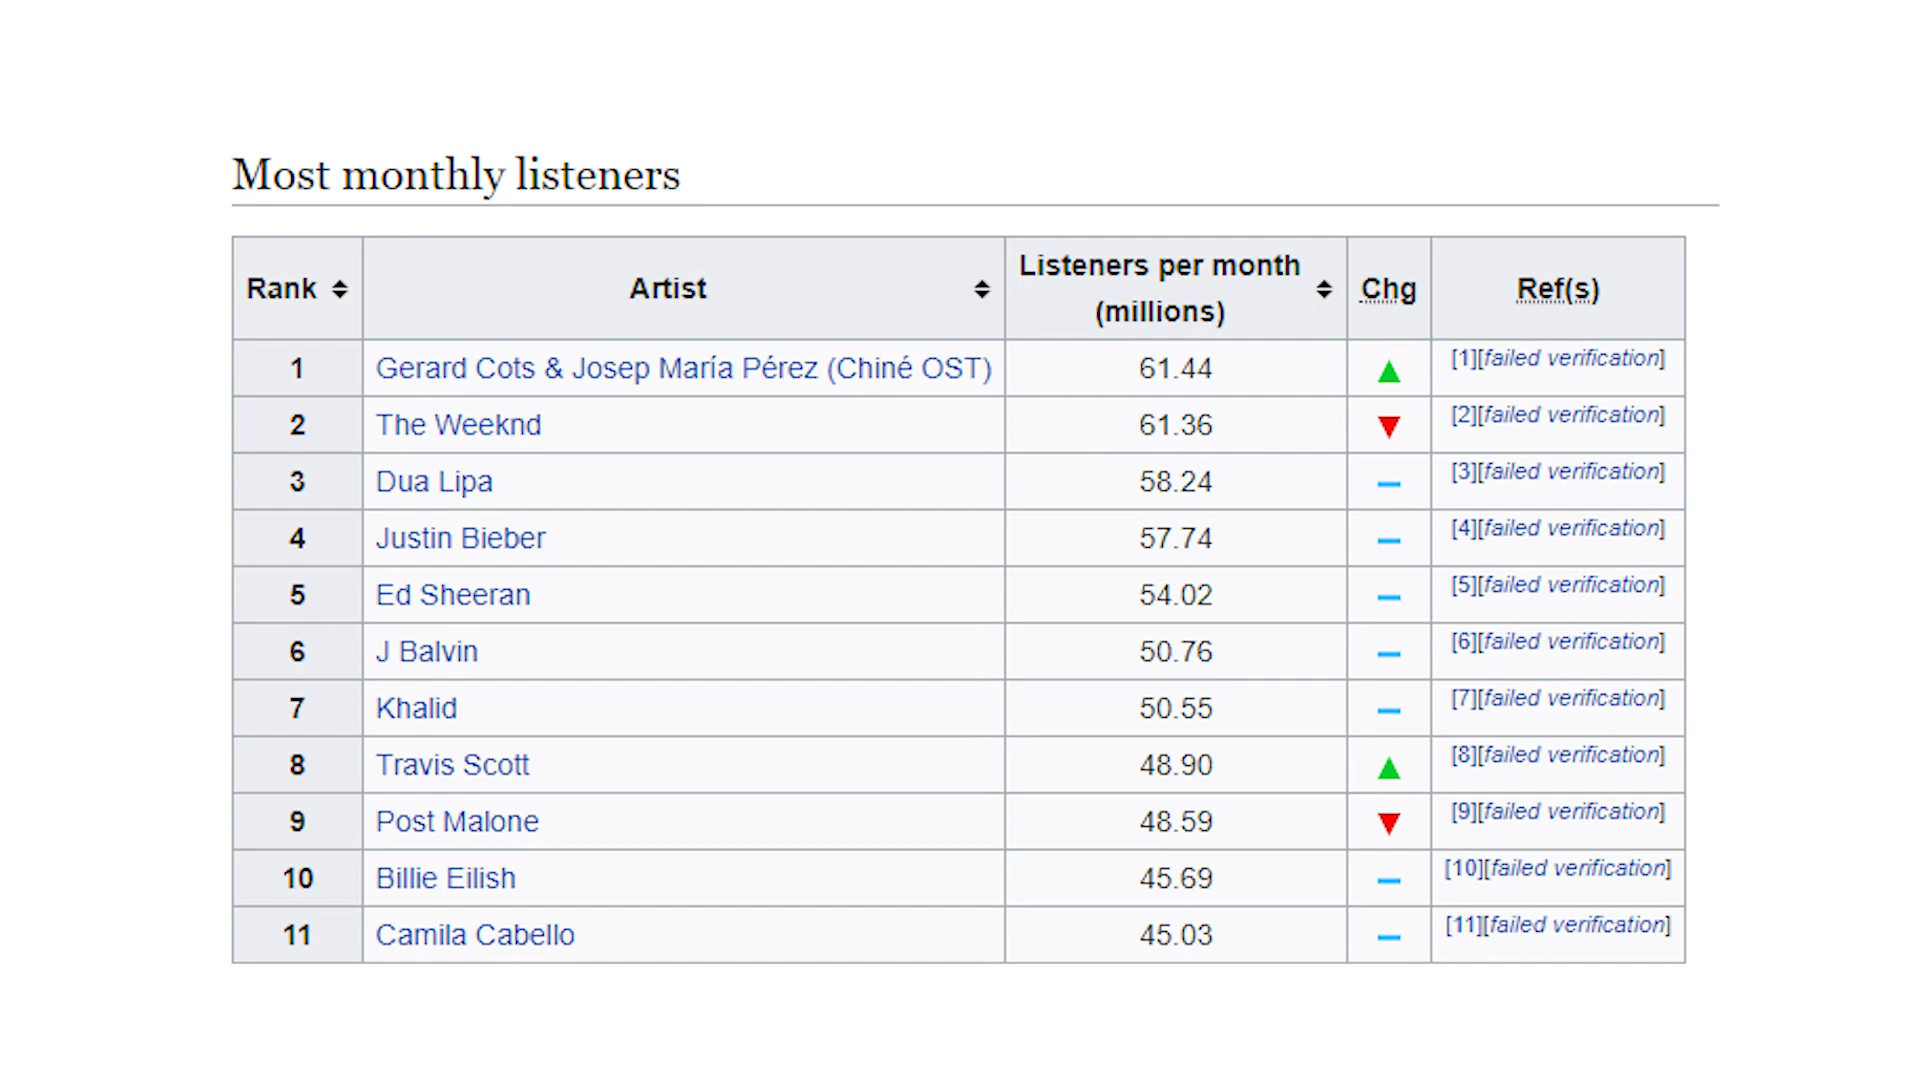 Most monthly listeners
Rank Artist Listeners per month (millions) Chg Ref(s)
1 Gerard Cots & Josep María Pérez (Chiné OST) 61.44 ▲ [1][failed verification]
2 The Weeknd 61.36 ▼ [2][failed verification]
3 Dua Lipa 58.24 – [3][failed verification]
4 Justin Bieber 57.74 – [4][failed verification]
5 Ed Sheeran 54.02 – [5][failed verification]
6 J Balvin 50.76 – [6][failed verification]
7 Khalid 50.55 – [7][failed verification]
8 Travis Scott 48.90 ▲ [8][failed verification]
9 Post Malone 48.59 ▼ [9][failed verification]
10 Billie Eilish 45.69 – [10][failed verification]
11 Camila Cabello 45.03 – [11][failed verification]